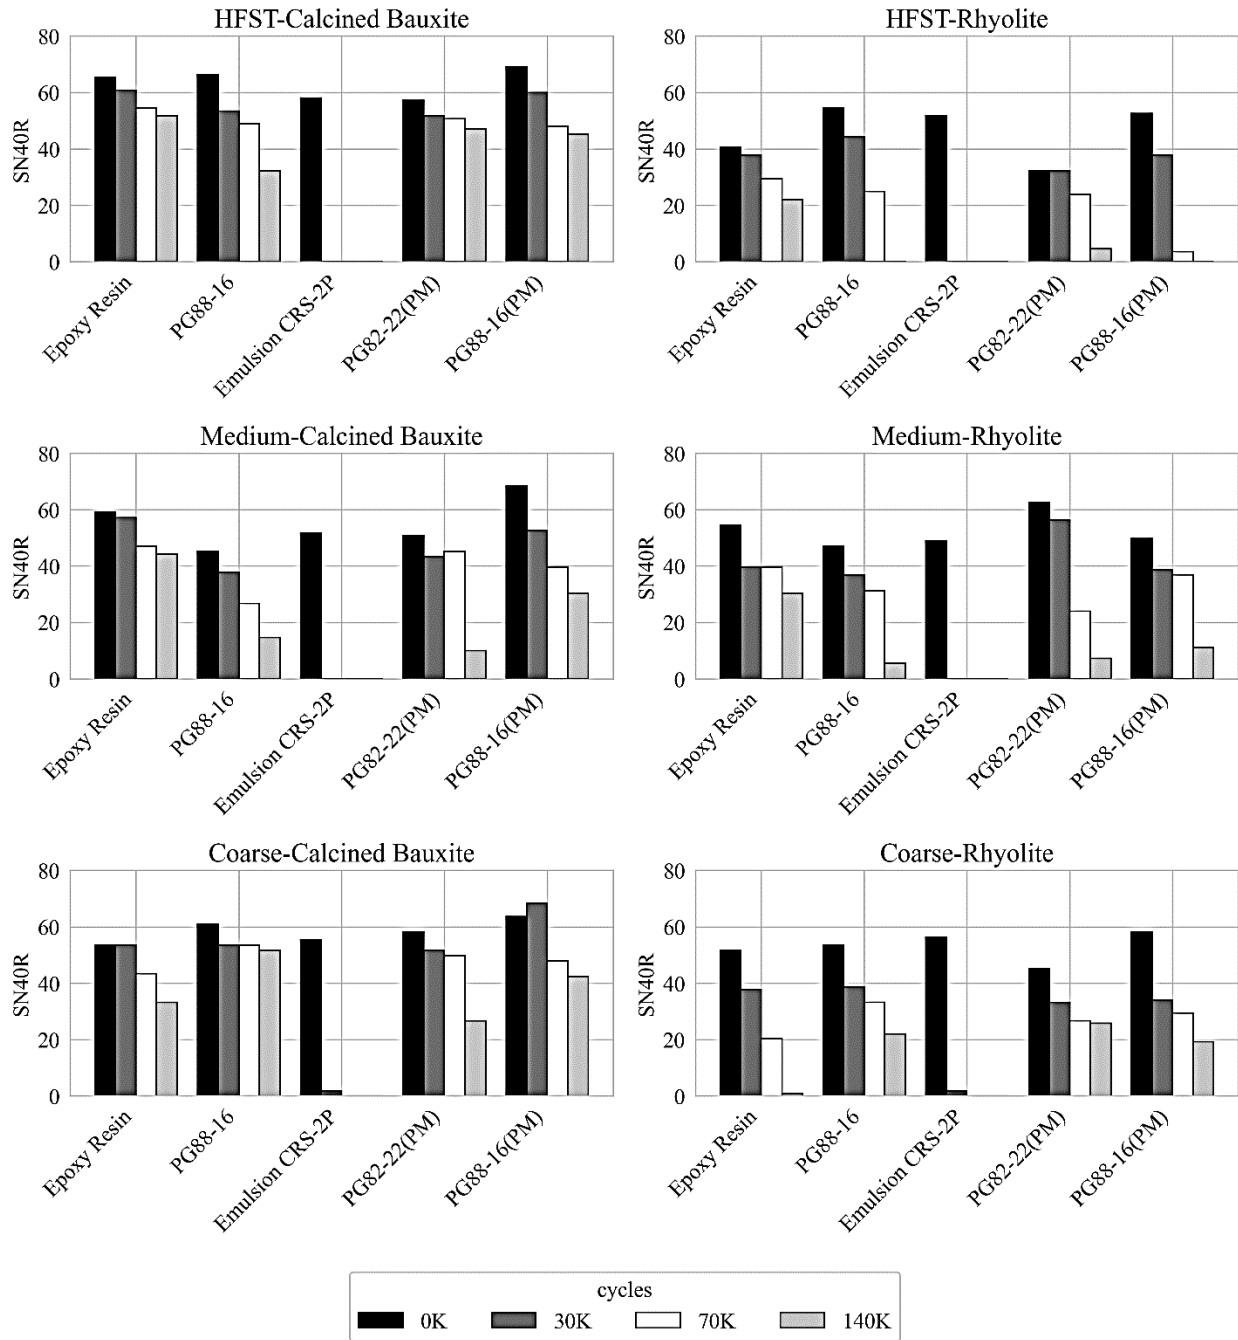 HFST-Calcined Bauxite
80
60
40
20
0
SN40R
Epoxy Resin
PG88-16
Emulsion CRS-2P
PG82-22(PM)
PG88-16(PM)
HFST-Rhyolite
80
60
40
20
0
SN40R
Epoxy Resin
PG88-16
Emulsion CRS-2P
PG82-22(PM)
PG88-16(PM)
Medium-Calcined Bauxite
80
60
40
20
0
SN40R
Epoxy Resin
PG88-16
Emulsion CRS-2P
PG82-22(PM)
PG88-16(PM)
Medium-Rhyolite
80
60
40
20
0
SN40R
Epoxy Resin
PG88-16
Emulsion CRS-2P
PG82-22(PM)
PG88-16(PM)
Coarse-Calcined Bauxite
80
60
40
20
0
SN40R
Epoxy Resin
PG88-16
Emulsion CRS-2P
PG82-22(PM)
PG88-16(PM)
Coarse-Rhyolite
80
60
40
20
0
SN40R
Epoxy Resin
PG88-16
Emulsion CRS-2P
PG82-22(PM)
PG88-16(PM)
cycles
0K 30K 70K 140K